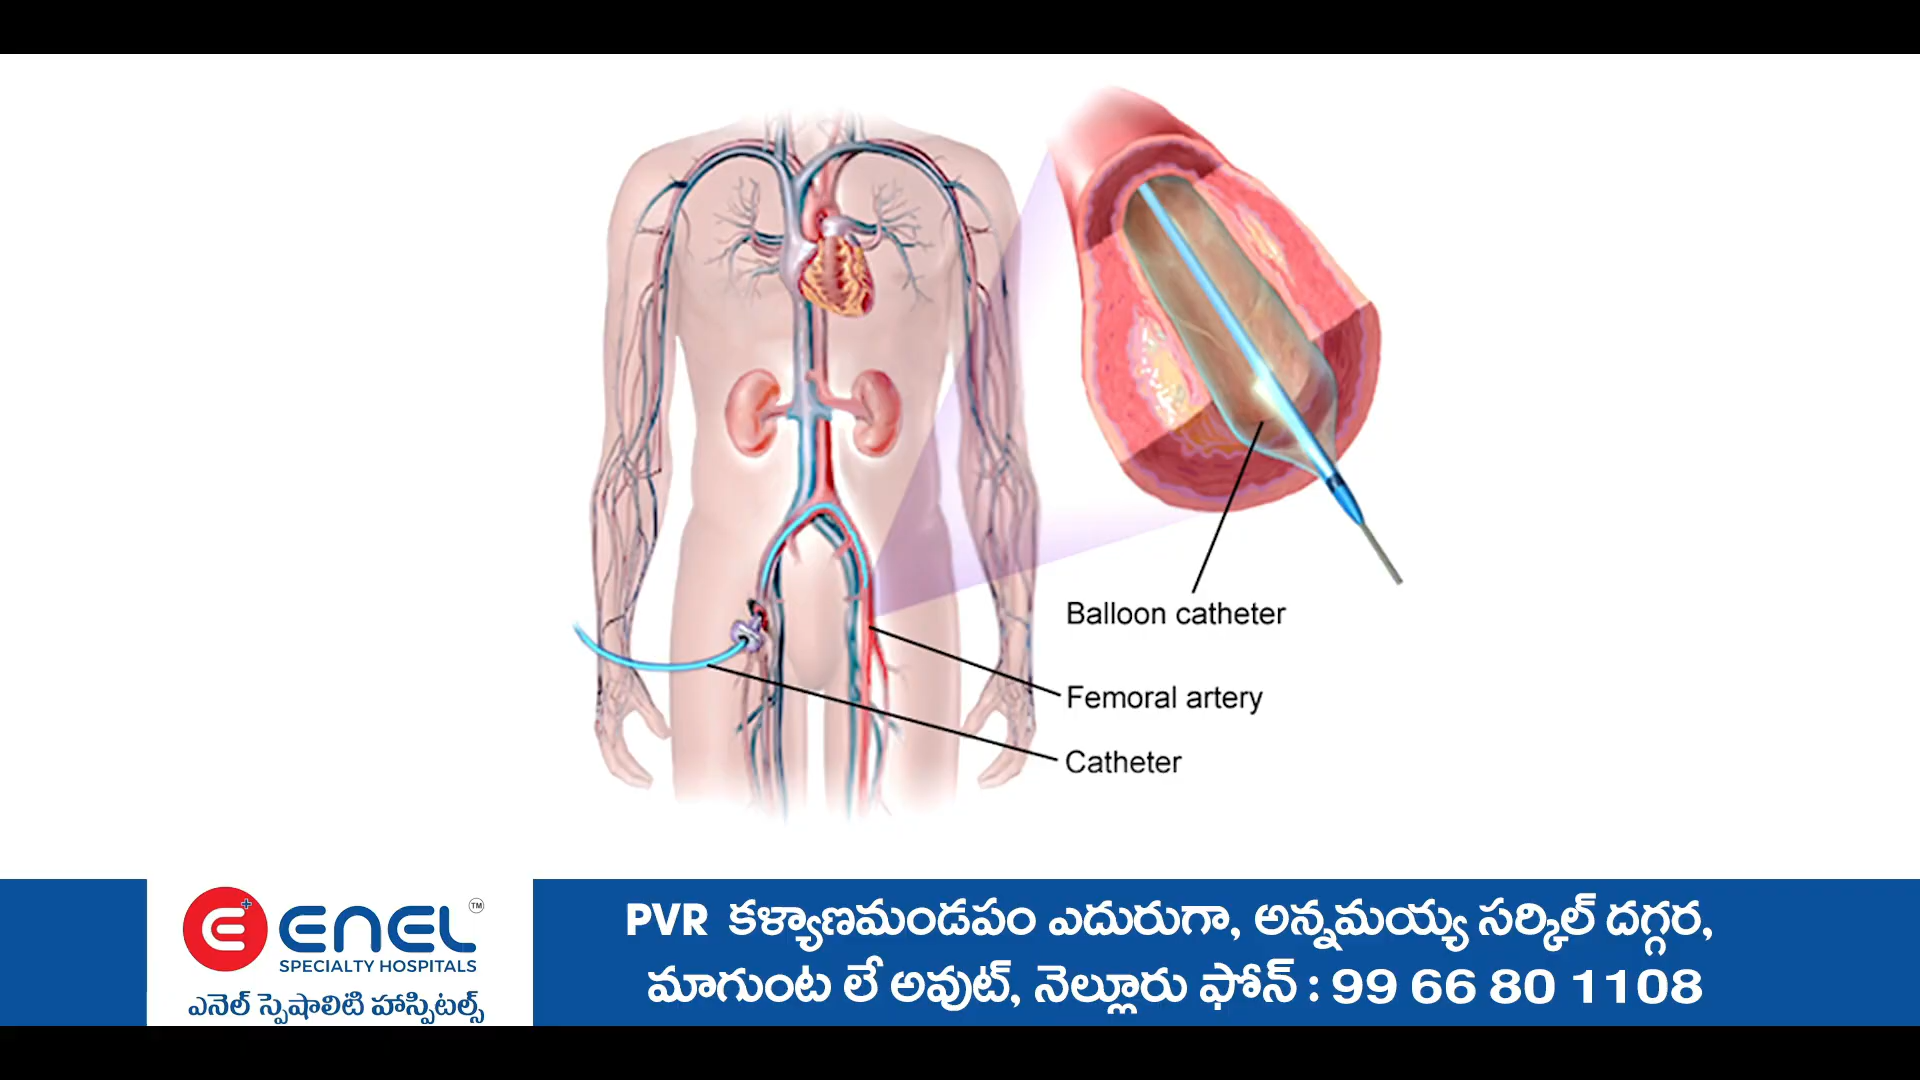 Balloon catheter
Femoral artery
Catheter
ENEL TM
SPECIALTY HOSPITALS
ఎనెల్ స్పెషాలిటి హాస్పిటల్స్
PVR కళ్యాణమండపం ఎదురుగా, అన్నమయ్య సర్కిల్ దగ్గర,
మాగుంట లే అవుట్, నెల్లూరు ఫోన్ : 99 66 80 1108